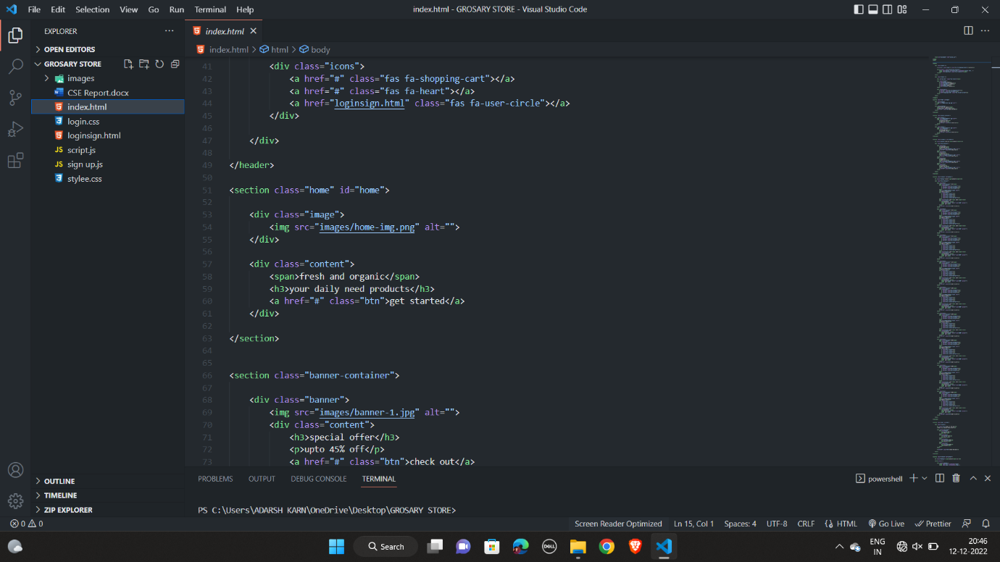 File Edit Selection View Go Run Terminal Help
index.html - GROSARY STORE - Visual Studio Code
EXPLORER
OPEN EDITORS
GROSARY STORE
images
CSE Report.docx
index.html
login.css
loginsign.html
JS script.js
JS sign up.js
stylee.css
OUTLINE
TIMELINE
ZIP EXPLORER
index.html
index.html > html > body
41 <div class="icons">
42 <a href="#" class="fas fa-shopping-cart"></a>
43 <a href="#" class="fas fa-heart"></a>
44 <a href="loginsign.html" class="fas fa-user-circle"></a>
45 </div>
46
47 </div>
48
49 </header>
50
51 <section class="home" id="home">
52
53 <div class="image">
54 <img src="images/home-img.png" alt="">
55 </div>
56
57 <div class="content">
58 <span>fresh and organic</span>
59 <h3>your daily need products</h3>
60 <a href="#" class="btn">get started</a>
61 </div>
62
63 </section>
64
65
66 <section class="banner-container">
67
68 <div class="banner">
69 <img src="images/banner-1.jpg" alt="">
70 <div class="content">
71 <h3>special offer</h3>
72 <p>upto 45% off</p>
73 <a href="#" class="btn">check out</a>
PROBLEMS OUTPUT DEBUG CONSOLE TERMINAL
powershell
PS C:\Users\ADARSH KARN\OneDrive\Desktop\GROSARY STORE>
0 0
Screen Reader Optimized Ln 15, Col 1 Spaces: 4 UTF-8 CRLF HTML Go Live Prettier
Search
DELL
ENG
IN
20:46
12-12-2022